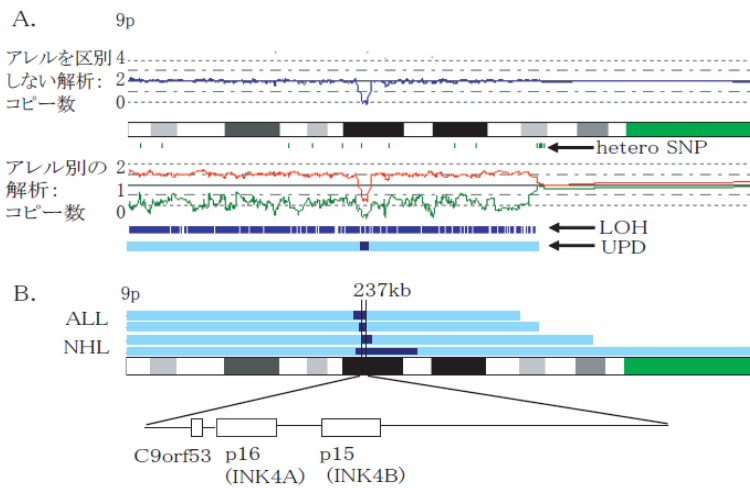 A.
9p
アレルを区別
しない解析:
コピー数
4
2
0
hetero SNP
アレル別の
解析:
コピー数
2
1
0
LOH
UPD
B.
9p
237kb
ALL
NHL
C9orf53
p16
(INK4A)
p15
(INK4B)